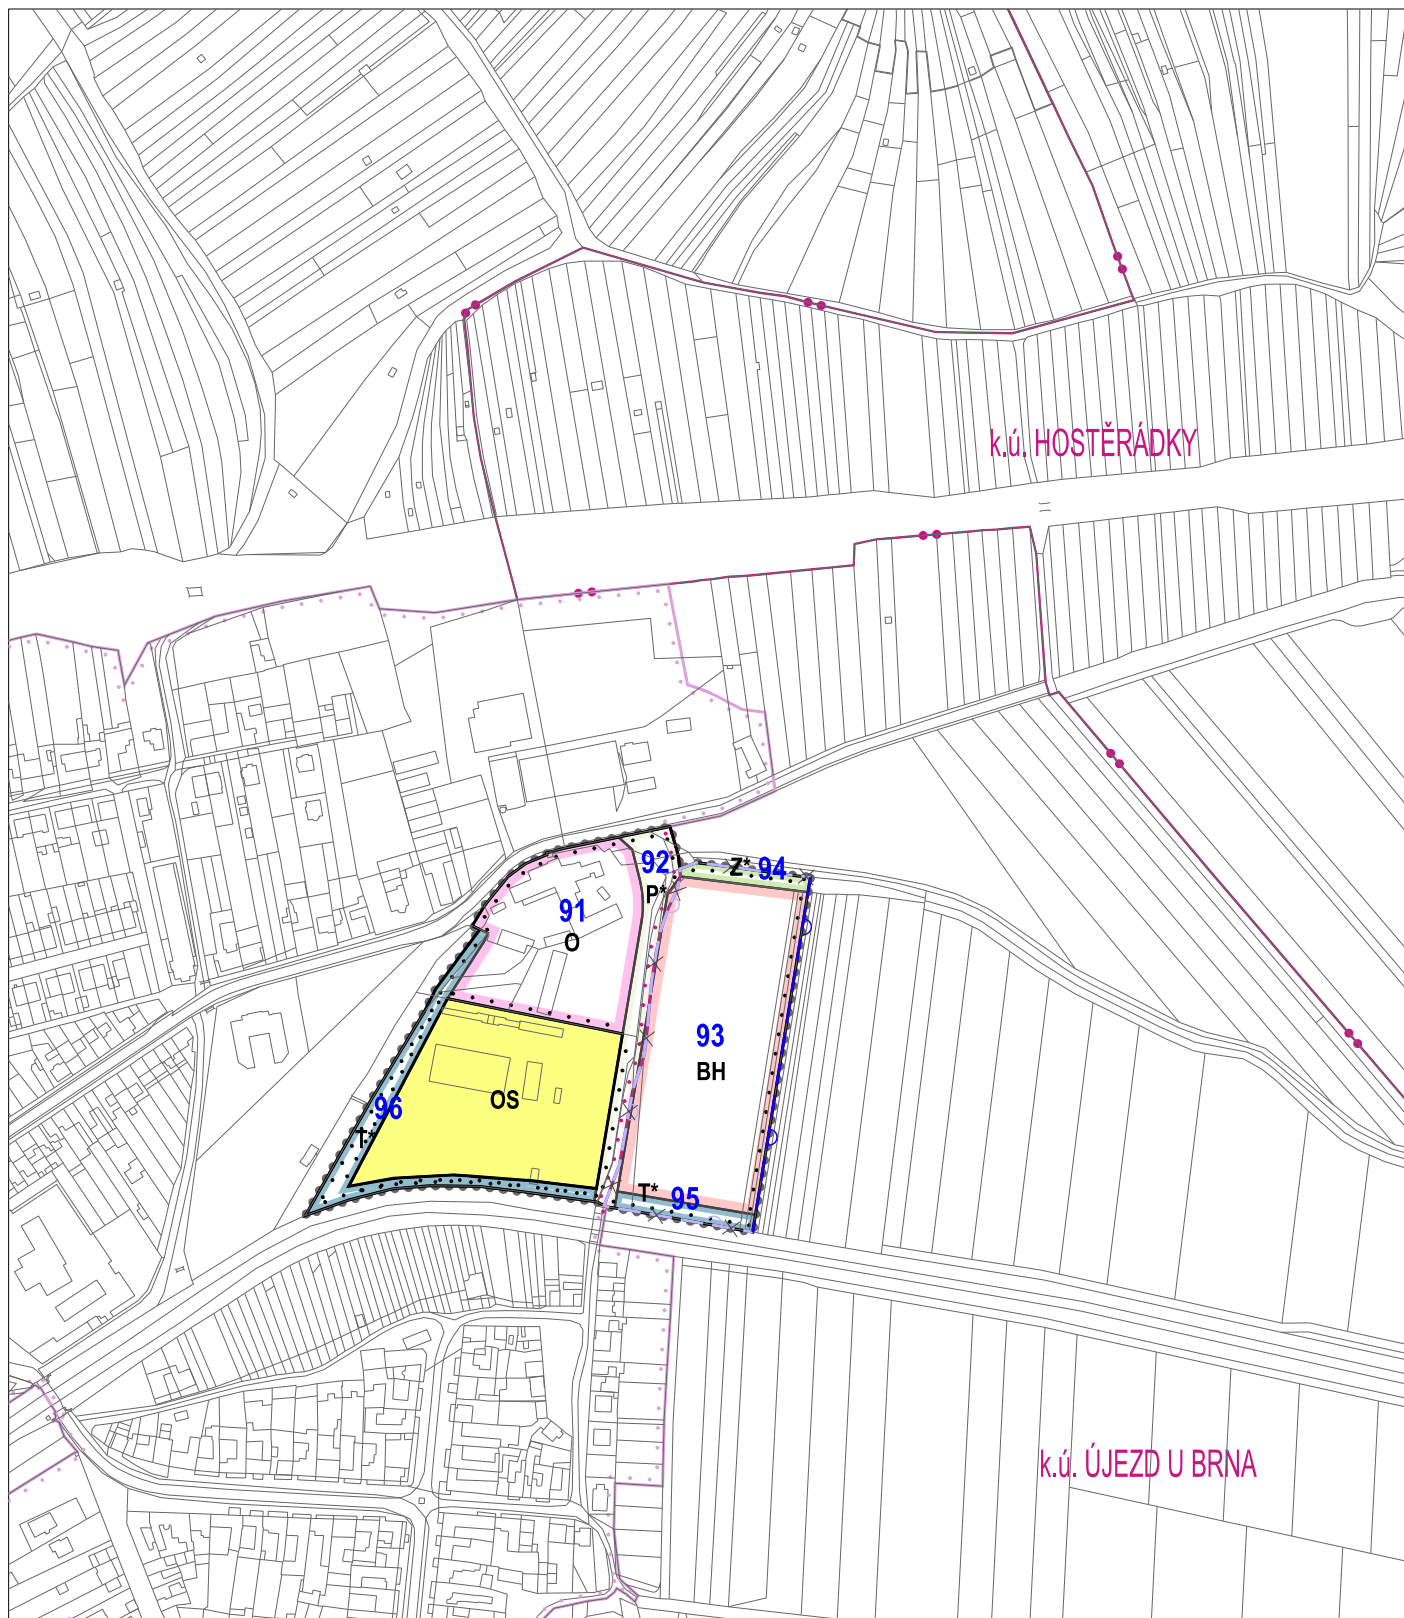 k.ú. HOSTĚRÁDKY
92
Z* 94
P*
91
O
93
BH
OS
96
T*
T* 95
k.ú. ÚJEZD U BRNA